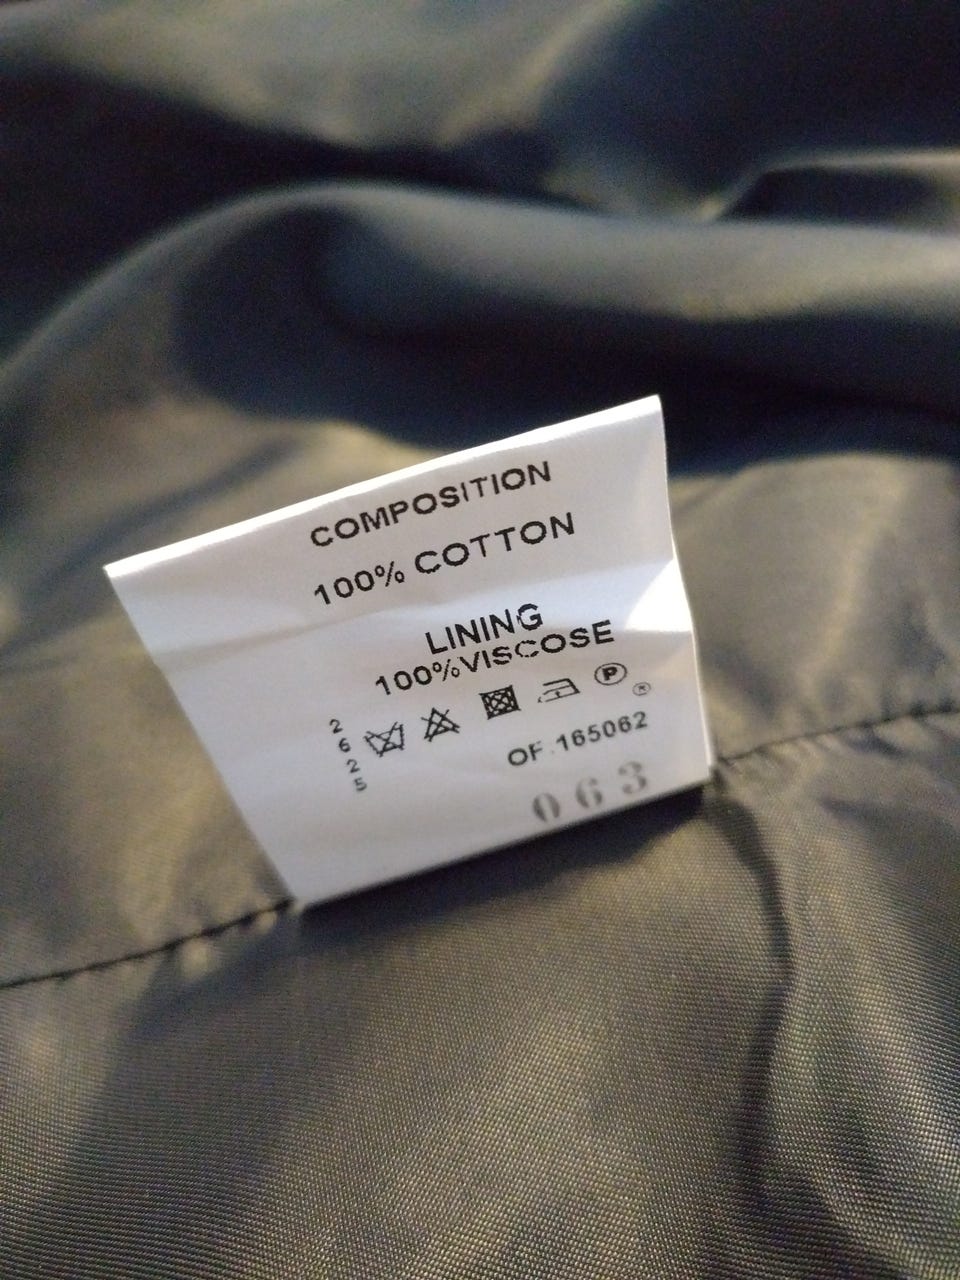 COMPOSITION
100% COTTON
LINING
100%VISCOSE
2
6
2
5
P
®
OF.165062
063